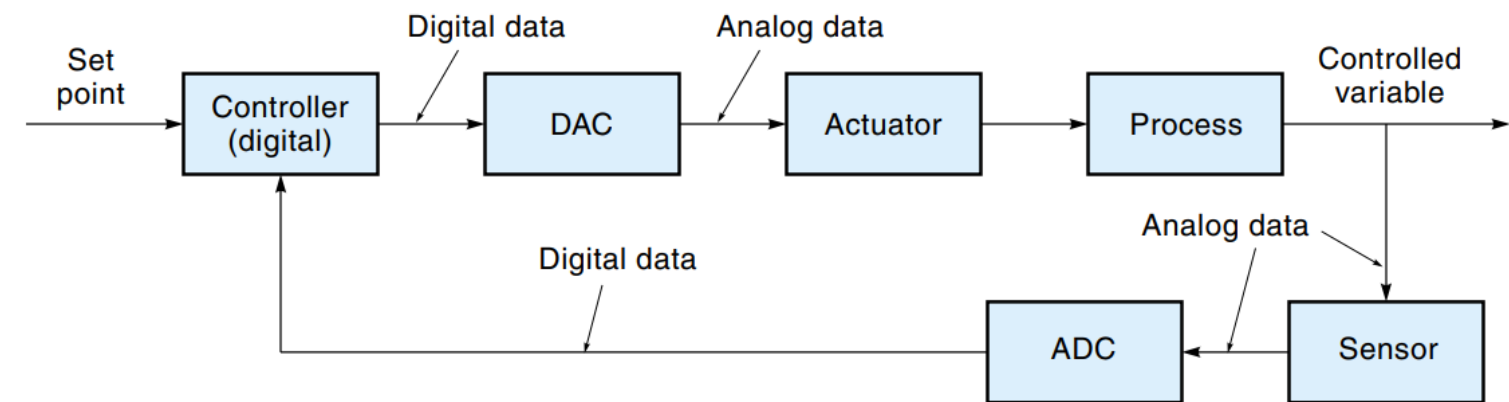 Digital data
Analog data
Set
point
Controlled
variable
Controller
(digital)
DAC
Actuator
Process
Analog data
Digital data
ADC
Sensor